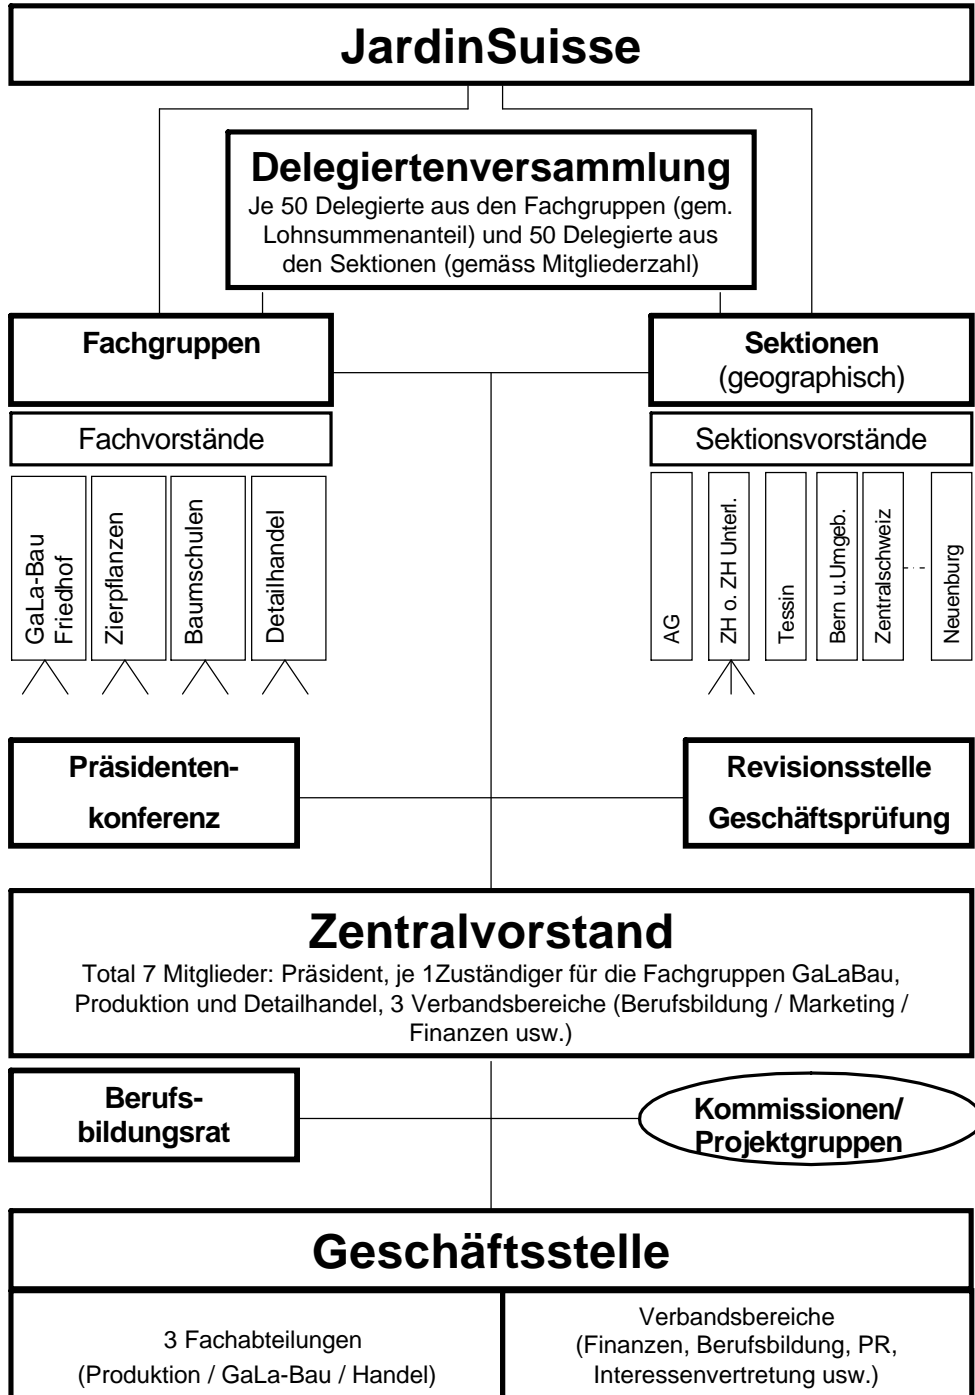 JardinSuisse
Delegiertenversammlung
Je 50 Delegierte aus den Fachgruppen (gem.
Lohnsummenanteil) und 50 Delegierte aus
den Sektionen (gemäss Mitgliederzahl)
Fachgruppen
Sektionen
(geographisch)
Fachvorstände
Sektionsvorstände
GaLa-Bau
Friedhof
Zierpflanzen
Baumschulen
Detailhandel
AG
ZH o. ZH Unterl.
Tessin
Bern u.Umgeb.
Zentralschweiz
Neuenburg
Präsidenten-
konferenz
Revisionsstelle
Geschäftsprüfung
Zentralvorstand
Total 7 Mitglieder: Präsident, je 1Zuständiger für die Fachgruppen GaLaBau,
Produktion und Detailhandel, 3 Verbandsbereiche (Berufsbildung / Marketing /
Finanzen usw.)
Berufs-
bildungsrat
Kommissionen/
Projektgruppen
Geschäftsstelle
3 Fachabteilungen
(Produktion / GaLa-Bau / Handel)
Verbandsbereiche
(Finanzen, Berufsbildung, PR,
Interessenvertretung usw.)